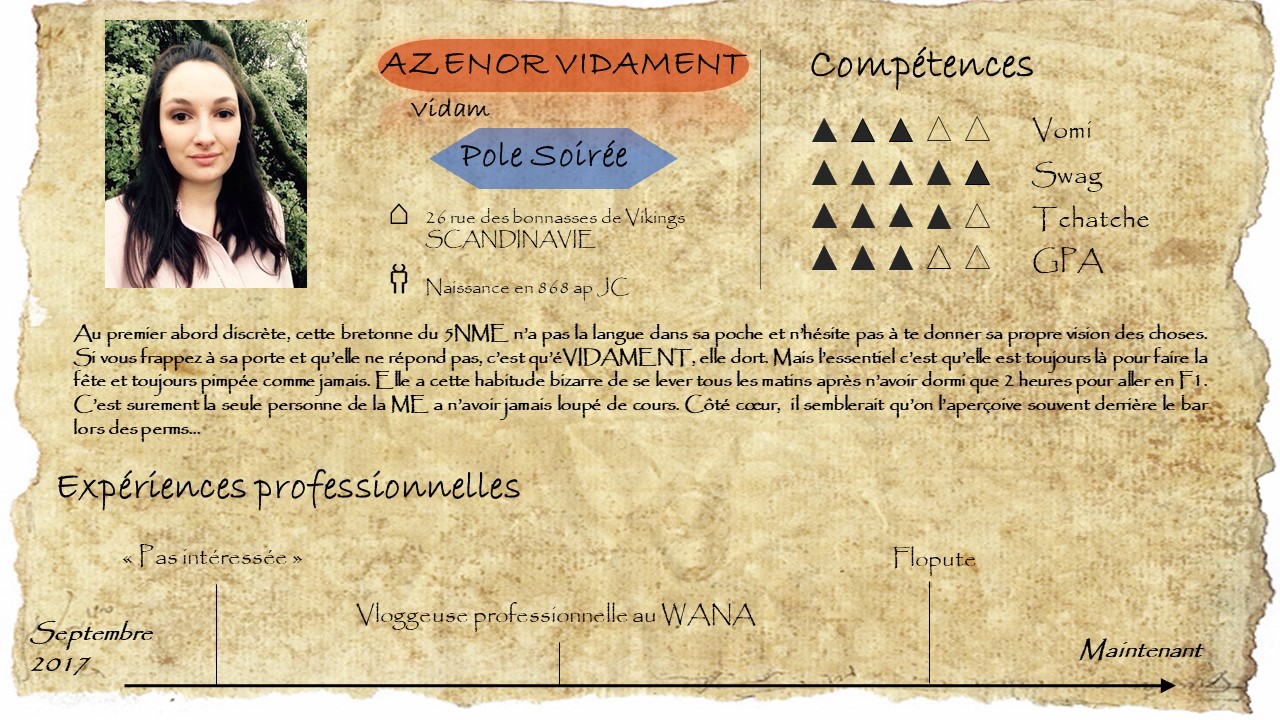 AZENOR VIDAMENT
Vidam
Pole Soirée
26 rue des bonnasses de Vikings
SCANDINAVIE
Naissance en 868 ap JC
Compétences
Vomi
Swag
Tchatche
GPA
Au premier abord discrète, cette bretonne du 5NME n'a pas la langue dans sa poche et n'hésite pas à te donner sa propre vision des choses.
Si vous frappez à sa porte et qu'elle ne répond pas, c'est qu'éVIDAMENT, elle dort. Mais l'essentiel c'est qu'elle est toujours là pour faire la
fête et toujours pimpée comme jamais. Elle a cette habitude bizarre de se lever tous les matins après n'avoir dormi que 2 heures pour aller en F1.
C'est surement la seule personne de la ME a n'avoir jamais loupé de cours. Côté cœur, il semblerait qu'on l'aperçoive souvent derrière le bar
lors des perms...
Expériences professionnelles
« Pas intéressée »
Flopute
Vloggeuse professionnelle au WANA
Septembre
2017
Maintenant